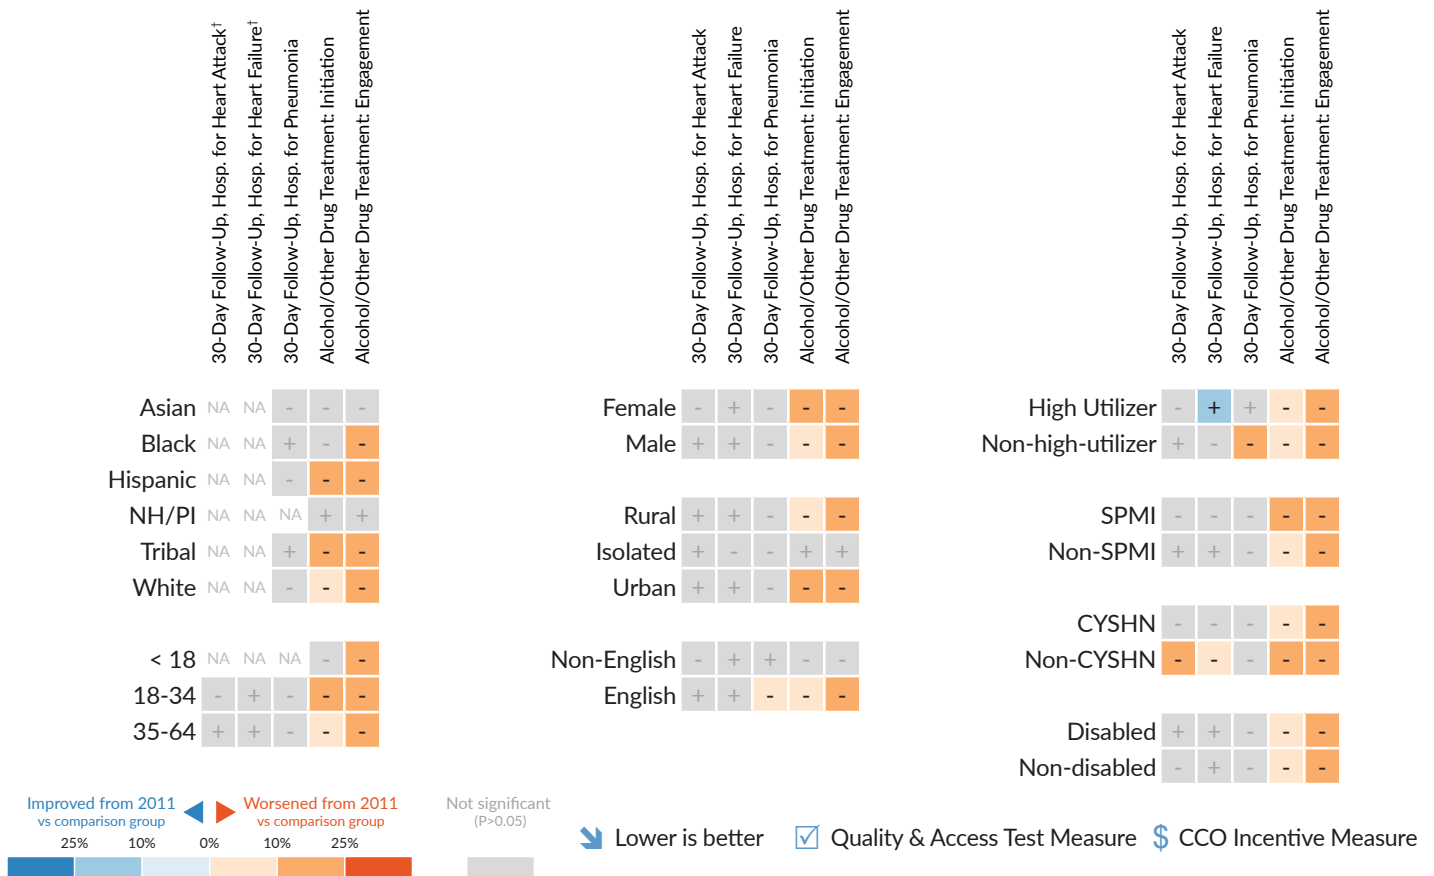 30-Day Follow-Up, Hosp. for Heart Attack†
30-Day Follow-Up, Hosp. for Heart Failure†
30-Day Follow-Up, Hosp. for Pneumonia
Alcohol/Other Drug Treatment: Initiation
Alcohol/Other Drug Treatment: Engagement
Asian NA NA - - -
Black NA NA + - -
Hispanic NA NA - - -
NH/PI NA NA NA + +
Tribal NA NA + - -
White NA NA - - -
< 18 NA NA NA - -
18-34 - + - - -
35-64 + + - - -
30-Day Follow-Up, Hosp. for Heart Attack
30-Day Follow-Up, Hosp. for Heart Failure
30-Day Follow-Up, Hosp. for Pneumonia
Alcohol/Other Drug Treatment: Initiation
Alcohol/Other Drug Treatment: Engagement
Female - + - - -
Male + + - - -
Rural + + - - -
Isolated + - - + +
Urban + + - - -
Non-English - + + - -
English + + - - -
30-Day Follow-Up, Hosp. for Heart Attack
30-Day Follow-Up, Hosp. for Heart Failure
30-Day Follow-Up, Hosp. for Pneumonia
Alcohol/Other Drug Treatment: Initiation
Alcohol/Other Drug Treatment: Engagement
High Utilizer - + + - -
Non-high-utilizer + - - - -
SPMI - - - - -
Non-SPMI + + - - -
CYSHN - - - - -
Non-CYSHN - - - - -
Disabled + + - - -
Non-disabled - + - - -
Improved from 2011
vs comparison group
Worsened from 2011
vs comparison group
25% 10% 0% 10% 25%
Not significant
(P>0.05)
Lower is better
Quality & Access Test Measure
$ CCO Incentive Measure